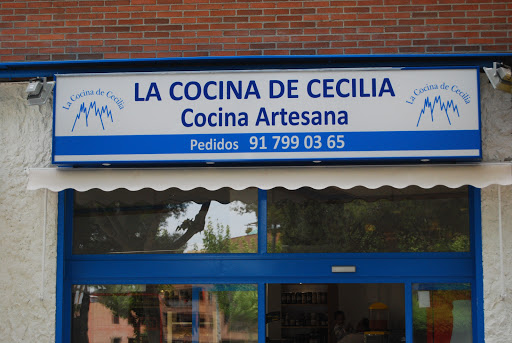 La Cocina de Cecilia
LA COCINA DE CECILIA
Cocina Artesana
Pedidos 91 799 03 65
La Cocina de Cecilia